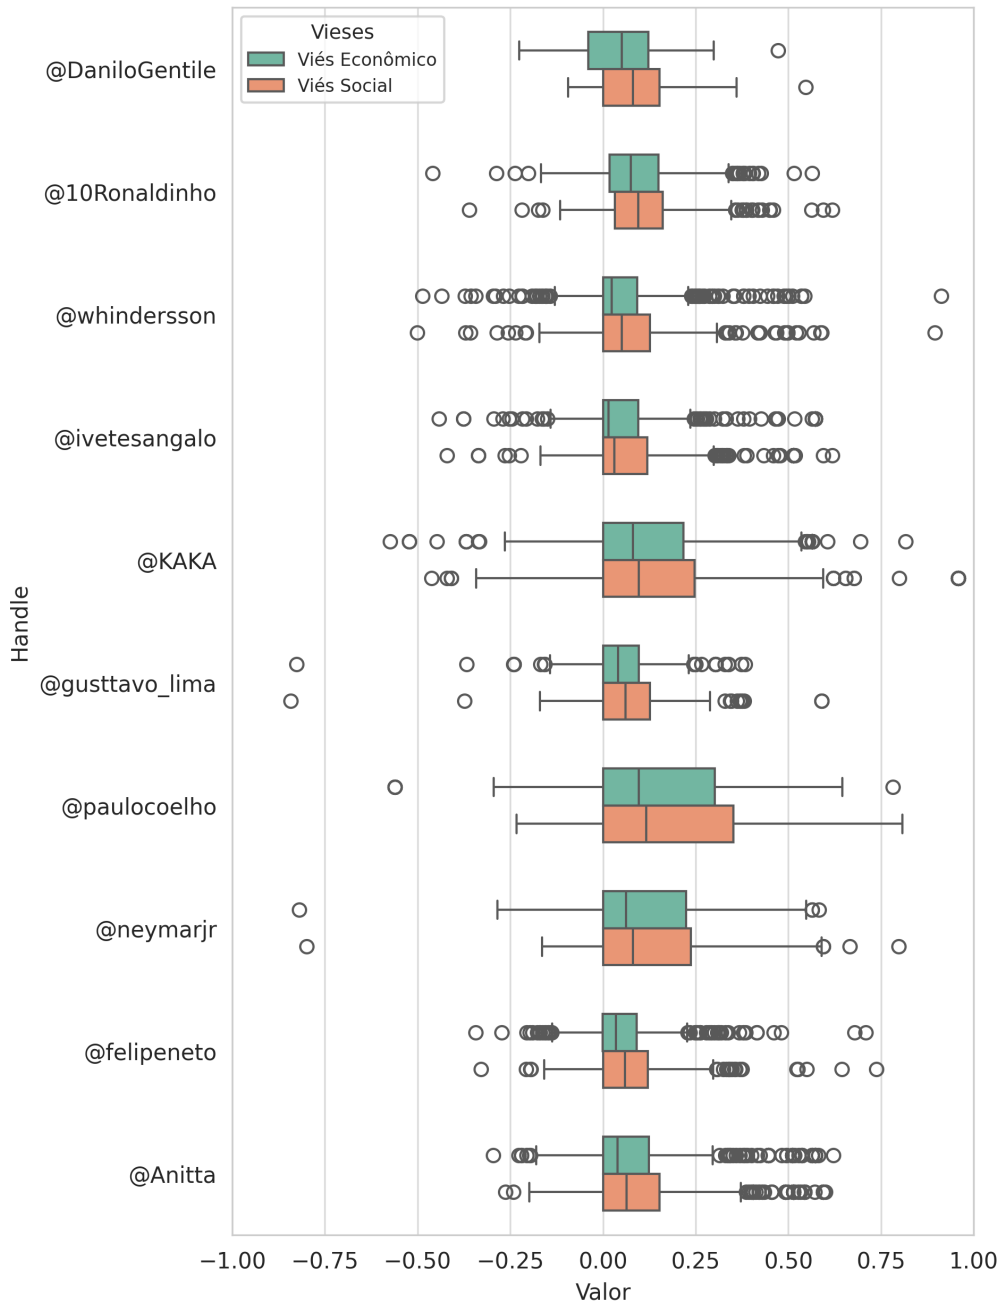 Vieses
Viés Econômico
Viés Social
@DaniloGentile
@10Ronaldinho
@whindersson
@ivetesangalo
@KAKA
@gusttavo_lima
@paulocoelho
@neymarjr
@felipeneto
@Anitta
Handle
−1.00 −0.75 −0.50 −0.25 0.00 0.25 0.50 0.75 1.00
Valor